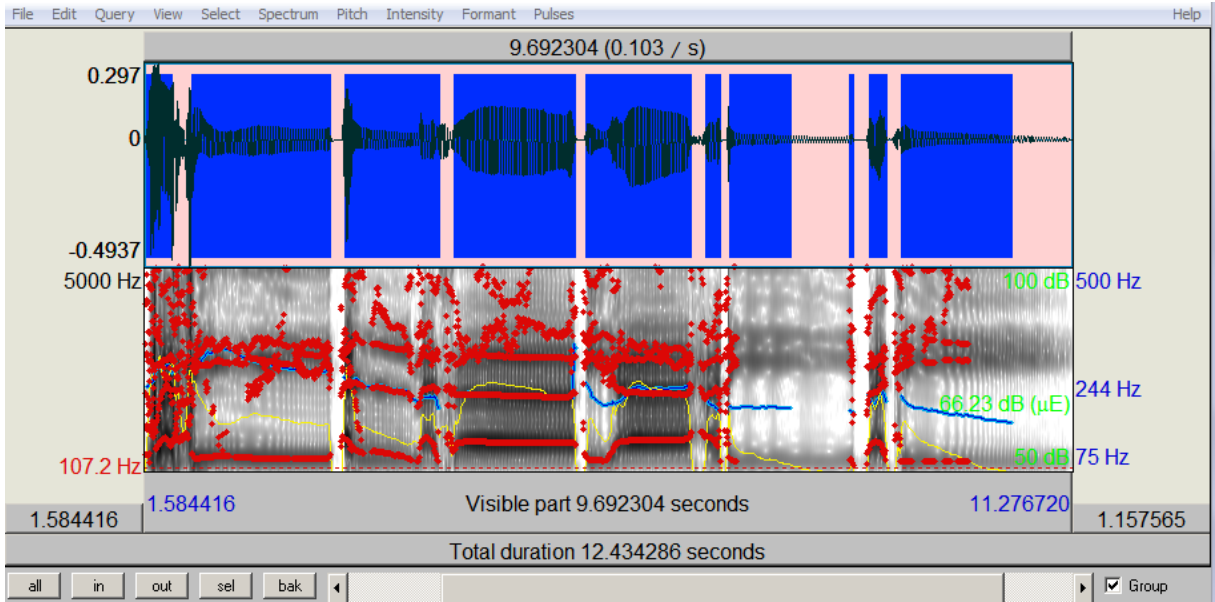 File Edit Query View Select Spectrum Pitch Intensity Formant Pulses Help
9.692304 (0.103 / s)
0.297
0
-0.4937
5000 Hz 100 dB 500 Hz
244 Hz
66.23 dB (µE)
107.2 Hz 50 dB 75 Hz
1.584416 Visible part 9.692304 seconds 11.276720
1.584416 1.157565
Total duration 12.434286 seconds
all in out sel bak Group